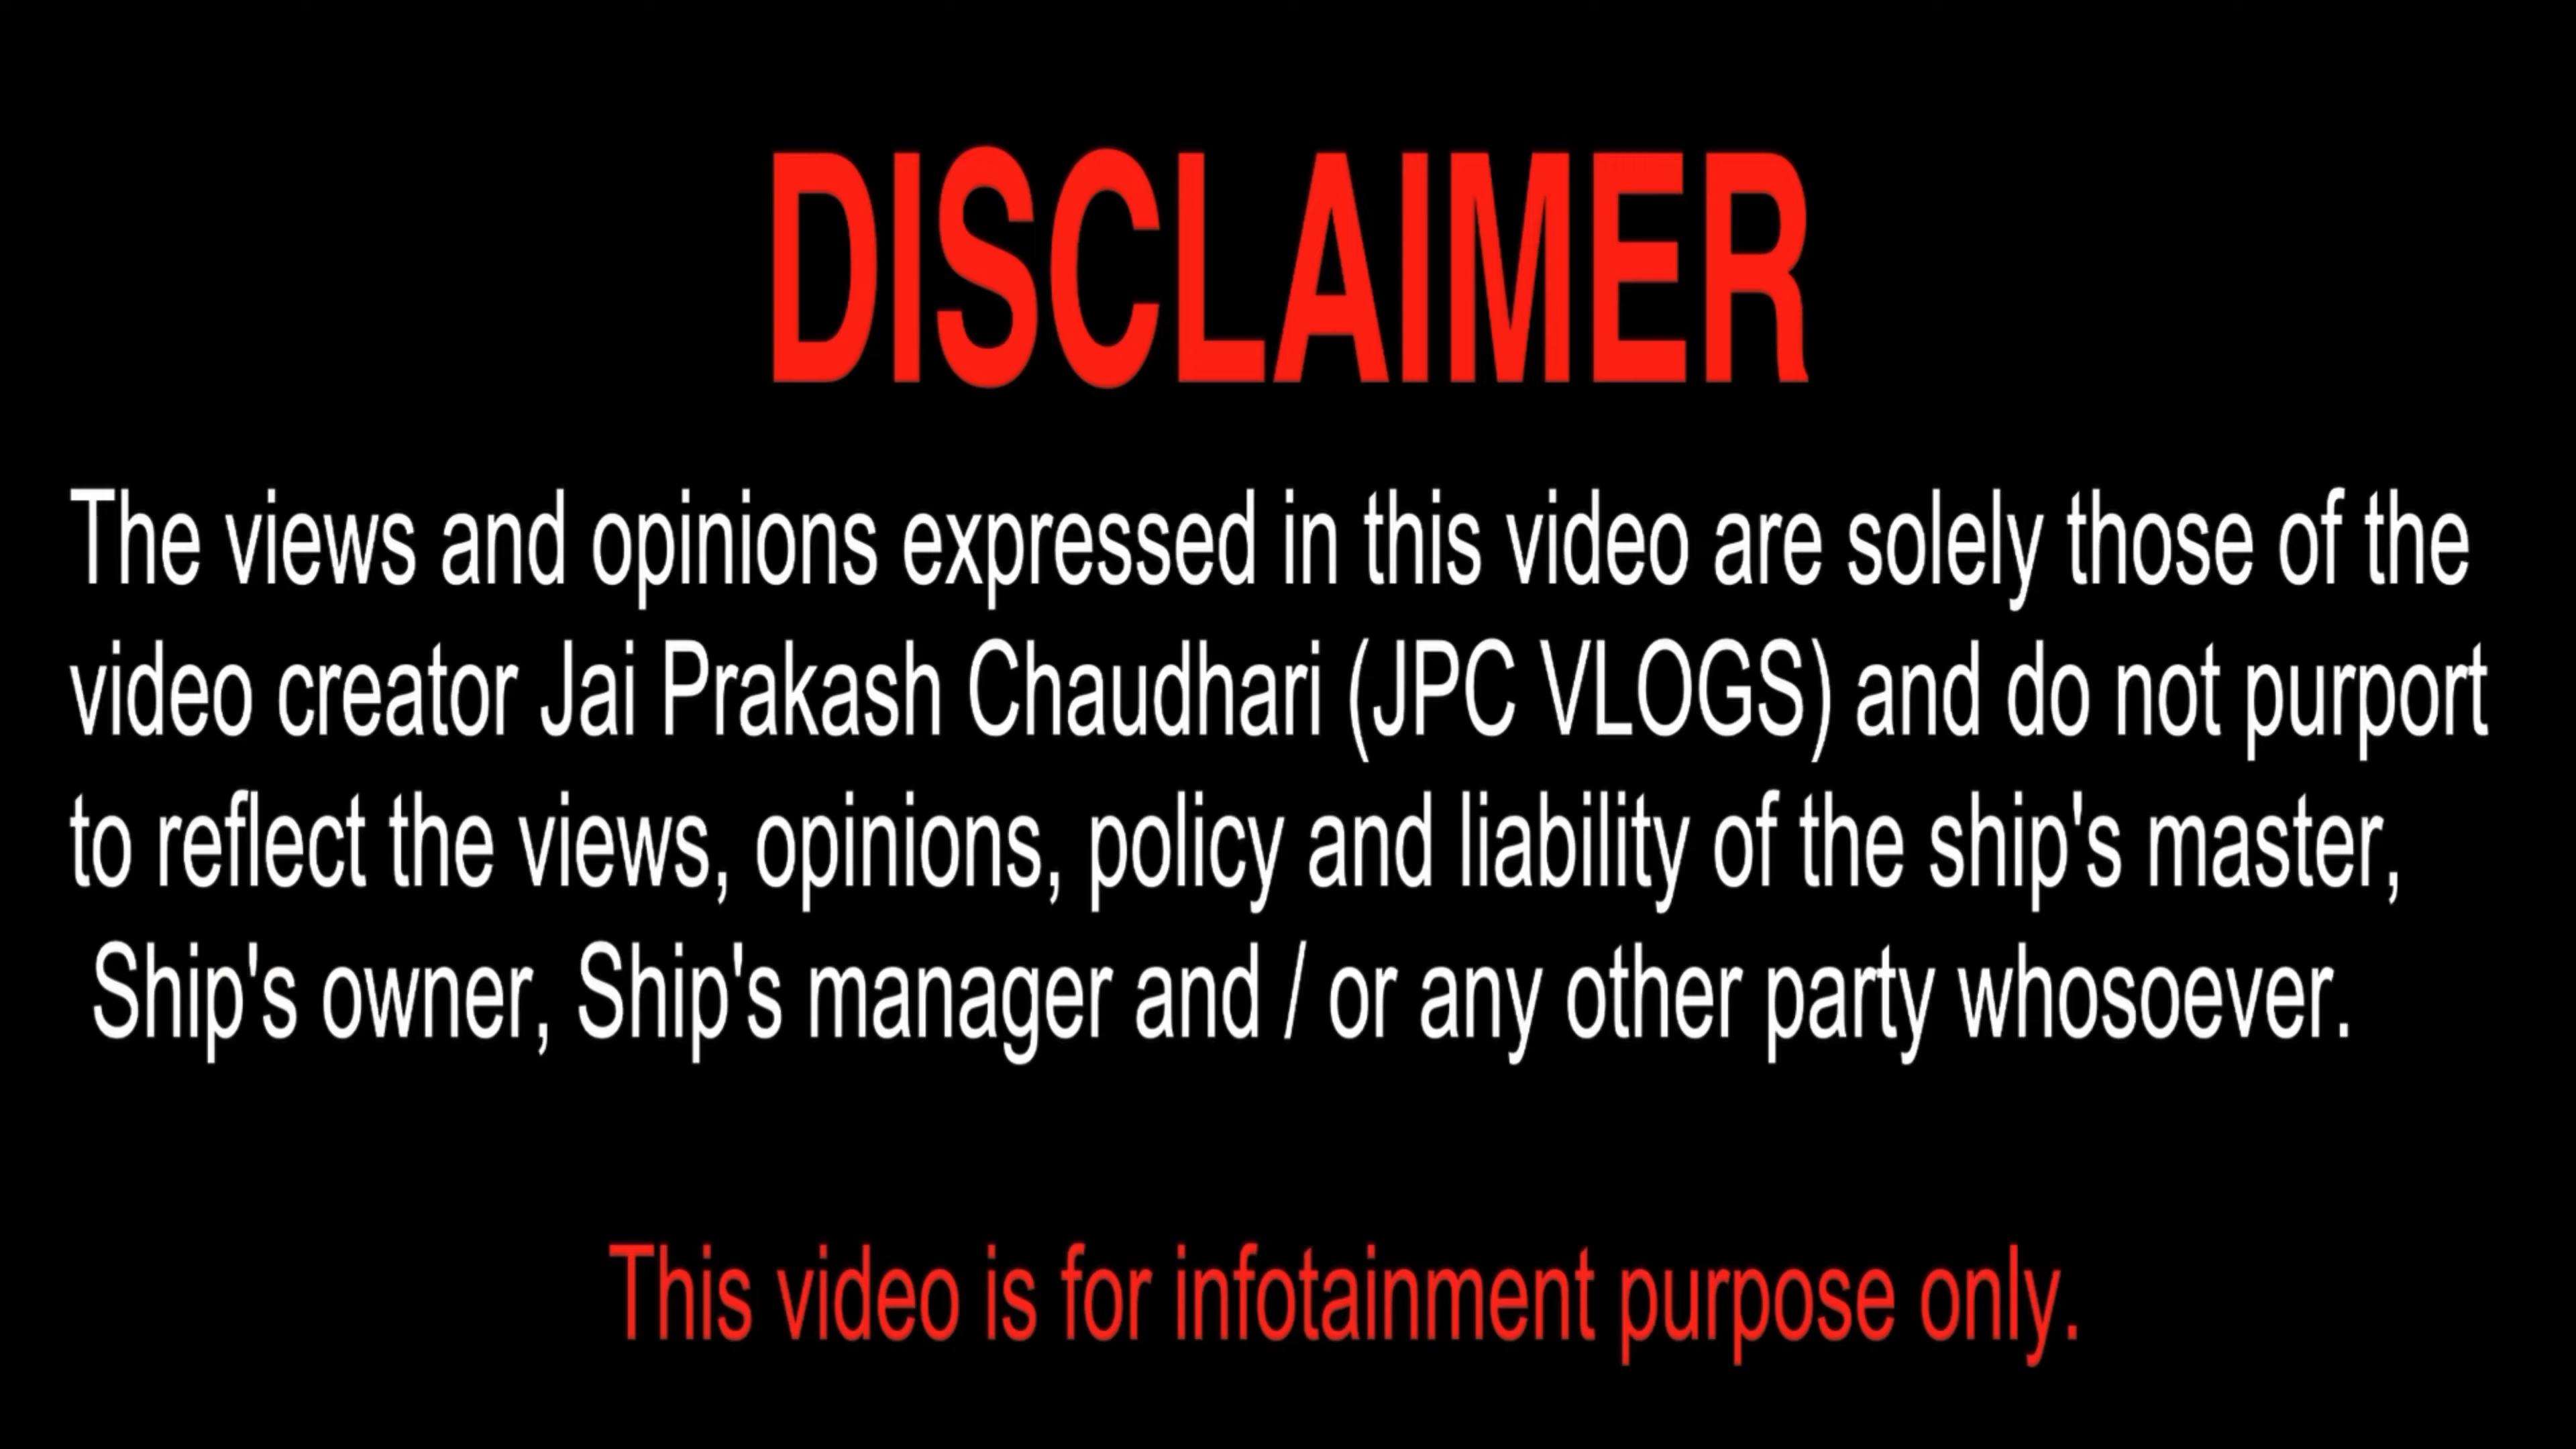 DISCLAIMER
The views and opinions expressed in this video are solely those of the
video creator Jai Prakash Chaudhari (JPC VLOGS) and do not purport
to reflect the views, opinions, policy and liability of the ship's master,
Ship's owner, Ship's manager and / or any other party whosoever.
This video is for infotainment purpose only.